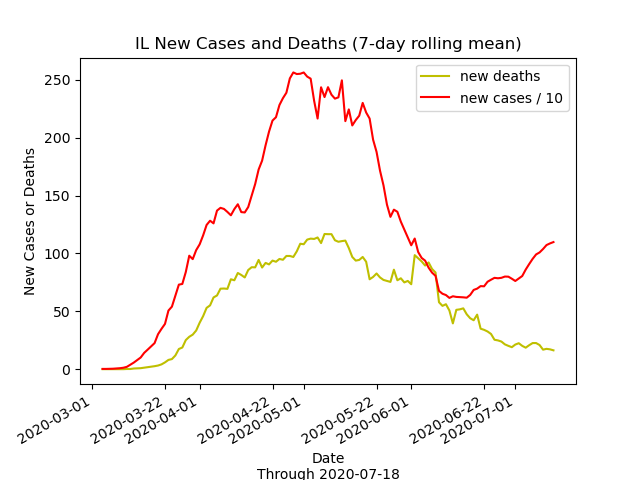 IL New Cases and Deaths (7-day rolling mean)
new deaths
new cases / 10
New Cases or Deaths
250
200
150
100
50
0
2020-03-01
2020-03-22
2020-04-01
2020-04-22
2020-05-01
2020-05-22
2020-06-01
2020-06-22
2020-07-01
Date
Through 2020-07-18